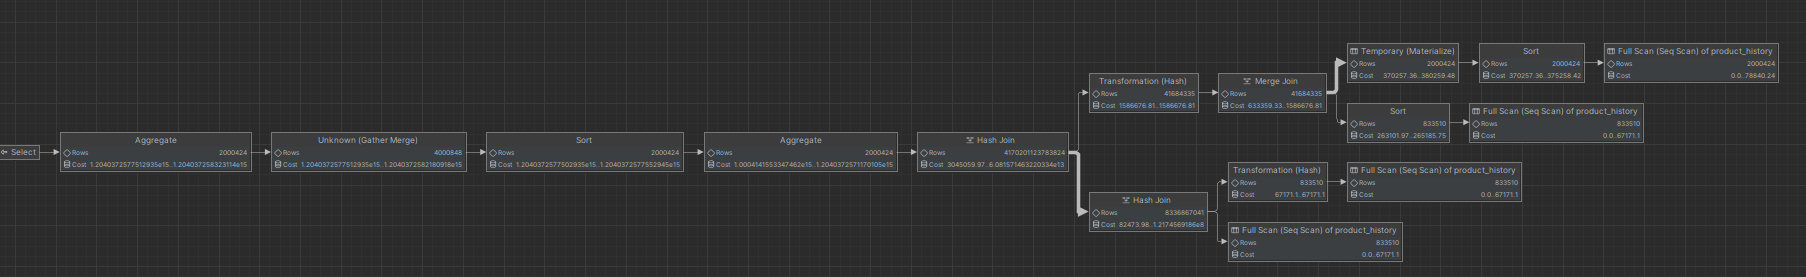 Select
Aggregate
Rows 2000424
Cost 1.2040372577512935e15..1.204037258323114e15
Unknown (Gather Merge)
Rows 4000848
Cost 1.2040372577512935e15..1.2040372582180918e15
Sort
Rows 2000424
Cost 1.2040372577502935e15..1.2040372577552945e15
Aggregate
Rows 2000424
Cost 1.0004141553347462e15..1.2040372571170105e15
Hash Join
Rows 4170201123783824
Cost 3045059.97..6.081571463220334e13
Transformation (Hash)
Rows 41684335
Cost 1586676.81..1586676.81
Merge Join
Rows 41684335
Cost 633359.33..1586676.81
Temporary (Materialize)
Rows 2000424
Cost 370257.36..380259.48
Sort
Rows 2000424
Cost 370257.36..375258.42
Full Scan (Seq Scan) of product_history
Rows 2000424
Cost 0.0..78840.24
Sort
Rows 833510
Cost 263101.97..265185.75
Full Scan (Seq Scan) of product_history
Rows 833510
Cost 0.0..67171.1
Hash Join
Rows 8336867041
Cost 82473.98..1.2174569186e8
Transformation (Hash)
Rows 833510
Cost 67171.1..67171.1
Full Scan (Seq Scan) of product_history
Rows 833510
Cost 0.0..67171.1
Full Scan (Seq Scan) of product_history
Rows 833510
Cost 0.0..67171.1